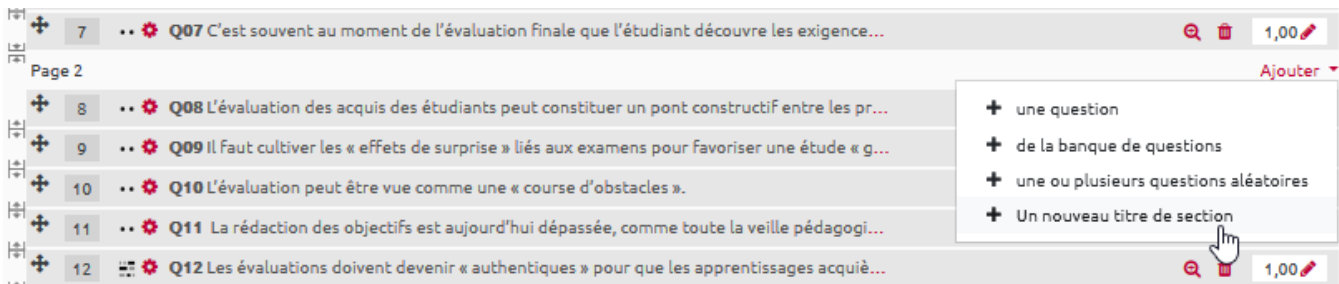 7 Q07 C'est souvent au moment de l'évaluation finale que l'étudiant découvre les exigence... 1,00
Page 2 Ajouter
8 Q08 L'évaluation des acquis des étudiants peut constituer un pont constructif entre les pr...
9 Q09 Il faut cultiver les « effets de surprise » liés aux examens pour favoriser une étude « g...
10 Q10 L'évaluation peut être vue comme une « course d'obstacles ».
11 Q11 La rédaction des objectifs est aujourd'hui dépassée, comme toute la veille pédagogi...
12 Q12 Les évaluations doivent devenir « authentiques » pour que les apprentissages acquiè... 1,00
une question
de la banque de questions
une ou plusieurs questions aléatoires
Un nouveau titre de section